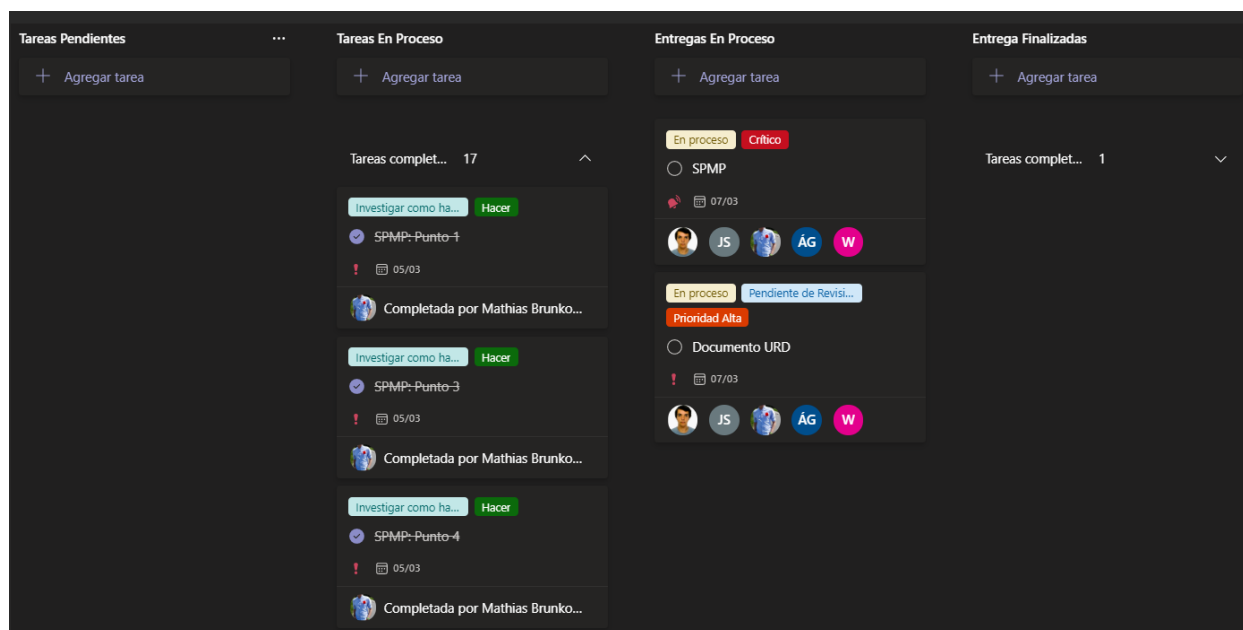 Tareas Pendientes
Agregar tarea
Tareas En Proceso
Agregar tarea
Tareas complet... 17
Investigar como ha... Hacer
SPMP: Punto 1
05/03
Completada por Mathias Brunko...
Investigar como ha... Hacer
SPMP: Punto 3
05/03
Completada por Mathias Brunko...
Investigar como ha... Hacer
SPMP: Punto 4
05/03
Completada por Mathias Brunko...
Entregas En Proceso
Agregar tarea
En proceso Crítico
SPMP
07/03
JS ÁG W
En proceso Pendiente de Revisi...
Prioridad Alta
Documento URD
07/03
JS ÁG W
Entrega Finalizadas
Agregar tarea
Tareas complet... 1